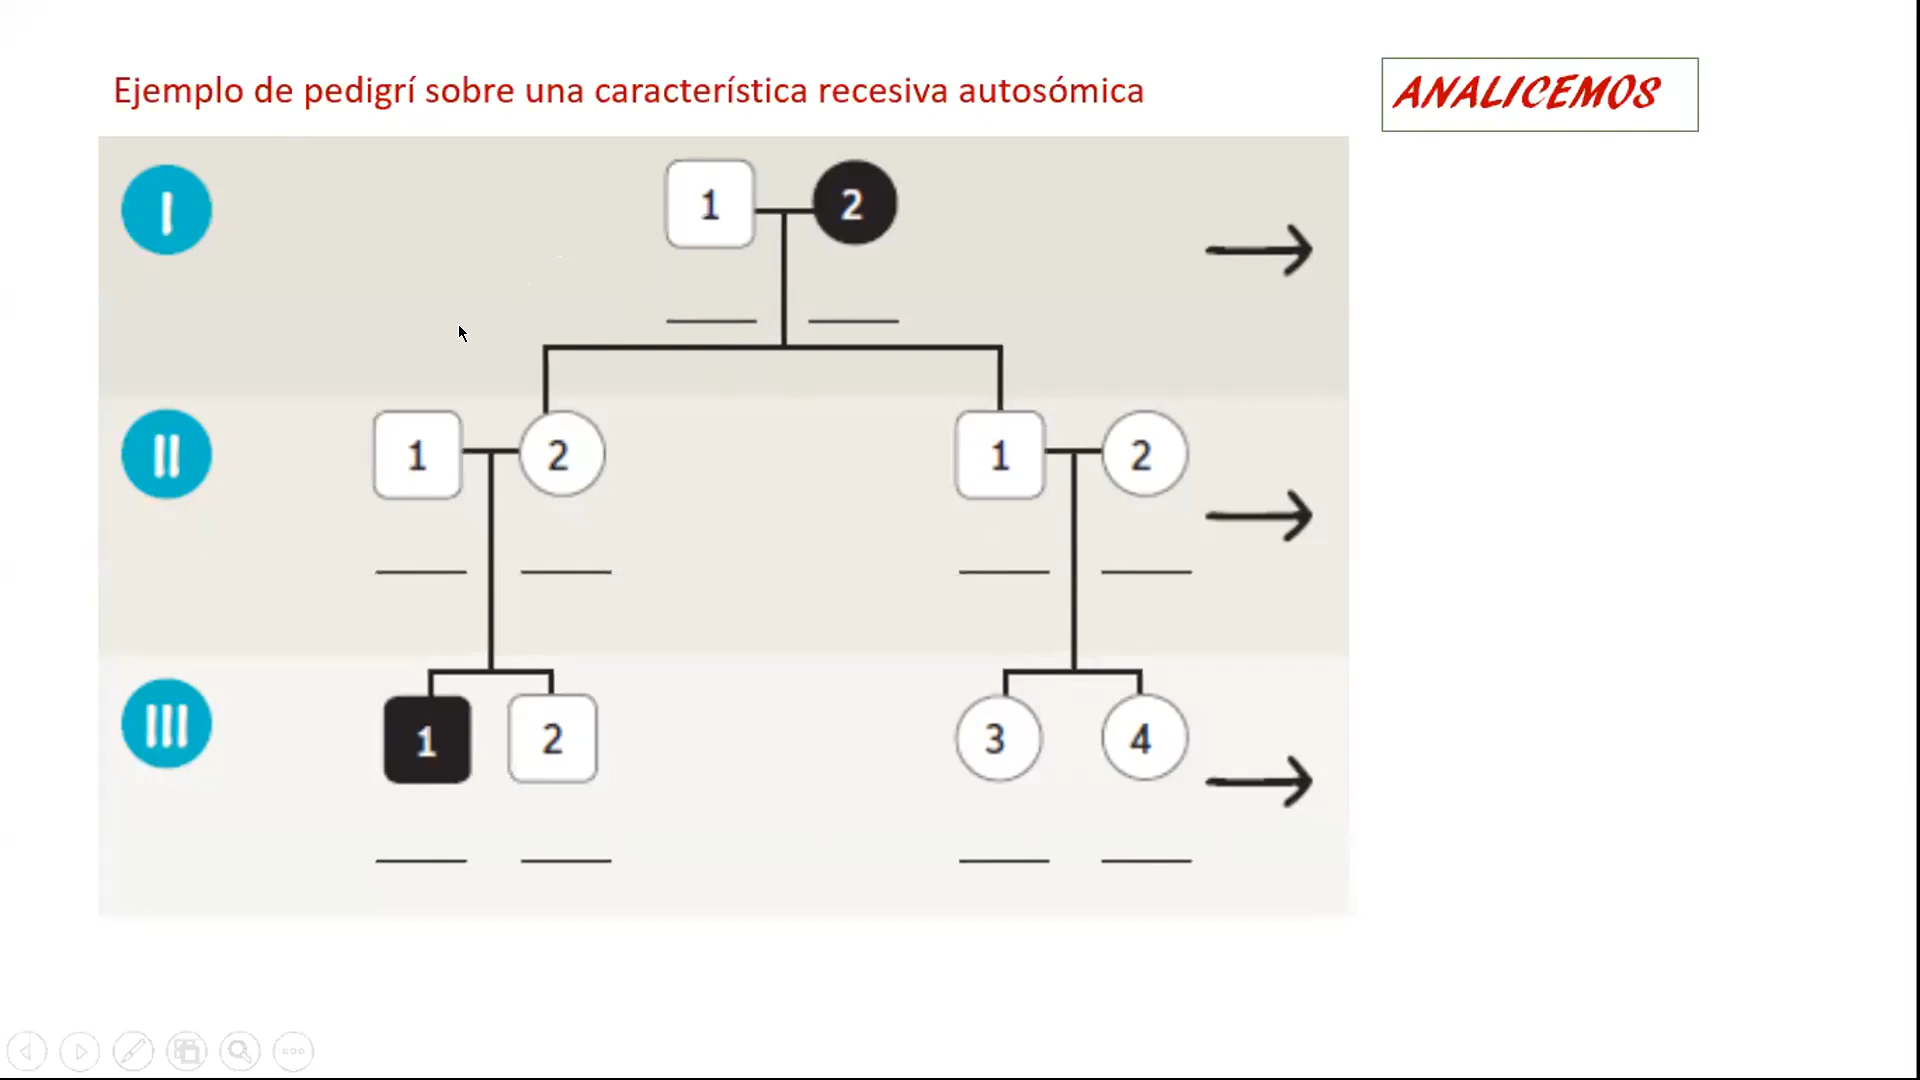 Ejemplo de pedigrí sobre una característica recesiva autosómica
ANALICEMOS
I
1 2
II
1 2 1 2
III
1 2 3 4